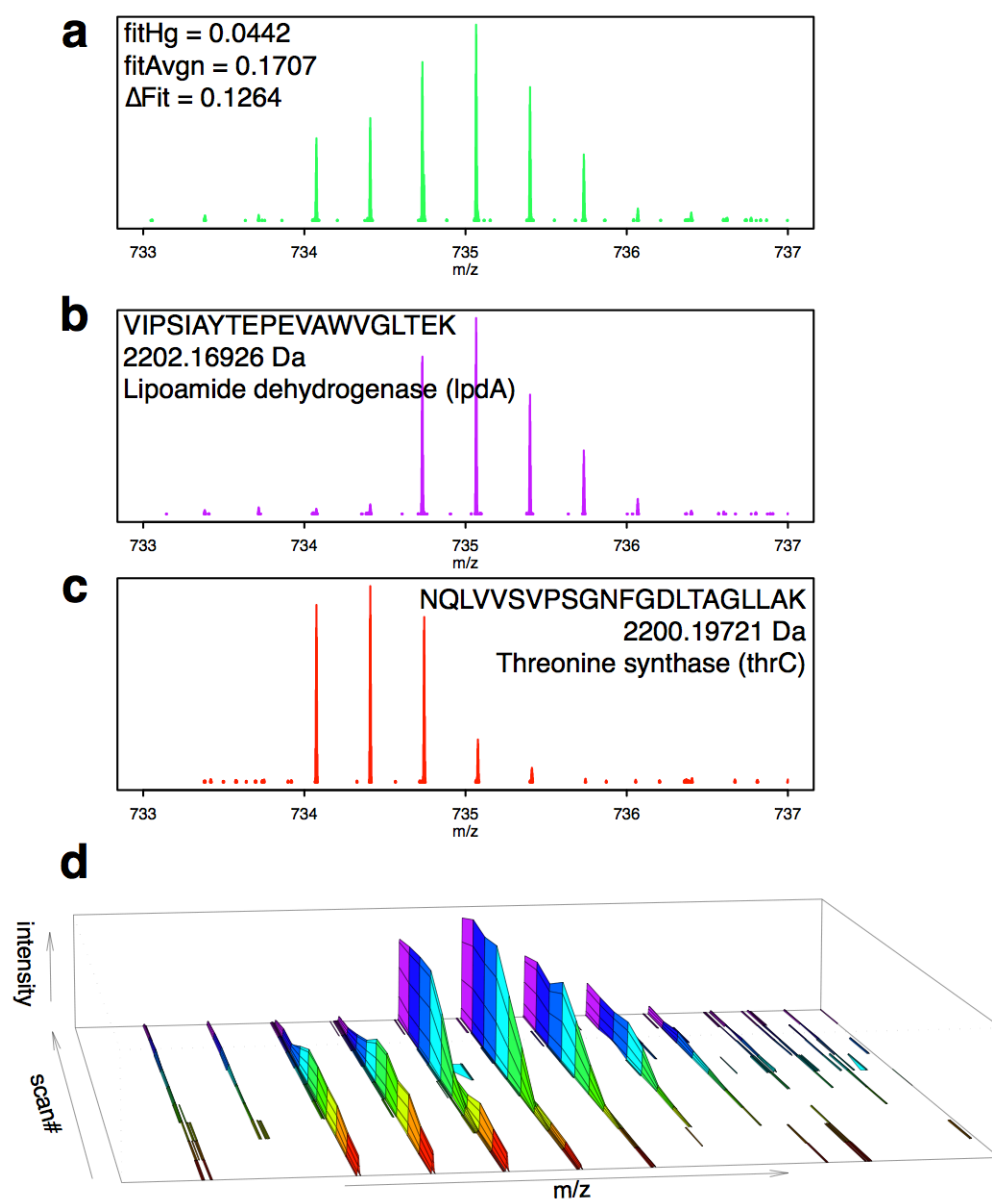 a
fitHg = 0.0442
fitAvgn = 0.1707
ΔFit = 0.1264
733 734 735 736 737
m/z
b
VIPSIAYTEPEVAWVGLTEK
2202.16926 Da
Lipoamide dehydrogenase (lpdA)
733 734 735 736 737
m/z
c
NQLVVSVPSGNFGDLTAGLLAK
2200.19721 Da
Threonine synthase (thrC)
733 734 735 736 737
m/z
d
intensity
scan#
m/z